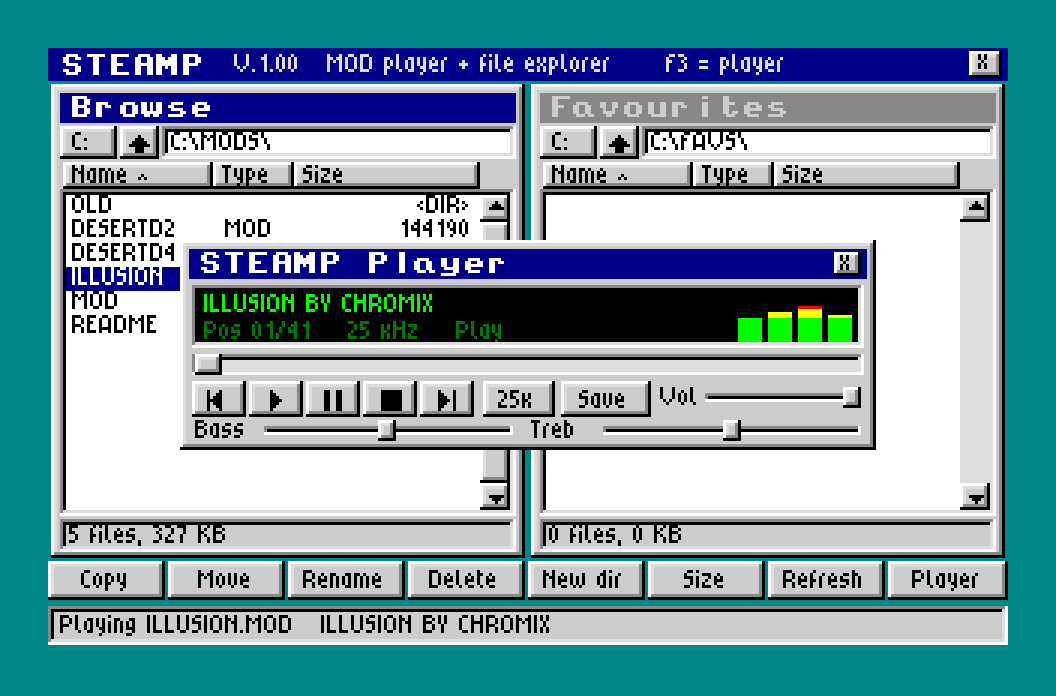 STEAMP V.1.00 MOD player + file explorer f3 = player X
Browse
C: C:\MODS\
Name ^ Type Size
OLD <DIR>
DESERTD2 MOD 144190
DESERTD4
ILLUSION
MOD
README
5 files, 327 KB
Favourites
C: C:\FAVS\
Name ^ Type Size
0 files, 0 KB
STEAMP Player X
ILLUSION BY CHROMIX
Pos 01/41 25 kHz Play
25k Save Vol
Bass Treb
Copy Move Rename Delete New dir Size Refresh Player
Playing ILLUSION.MOD ILLUSION BY CHROMIX